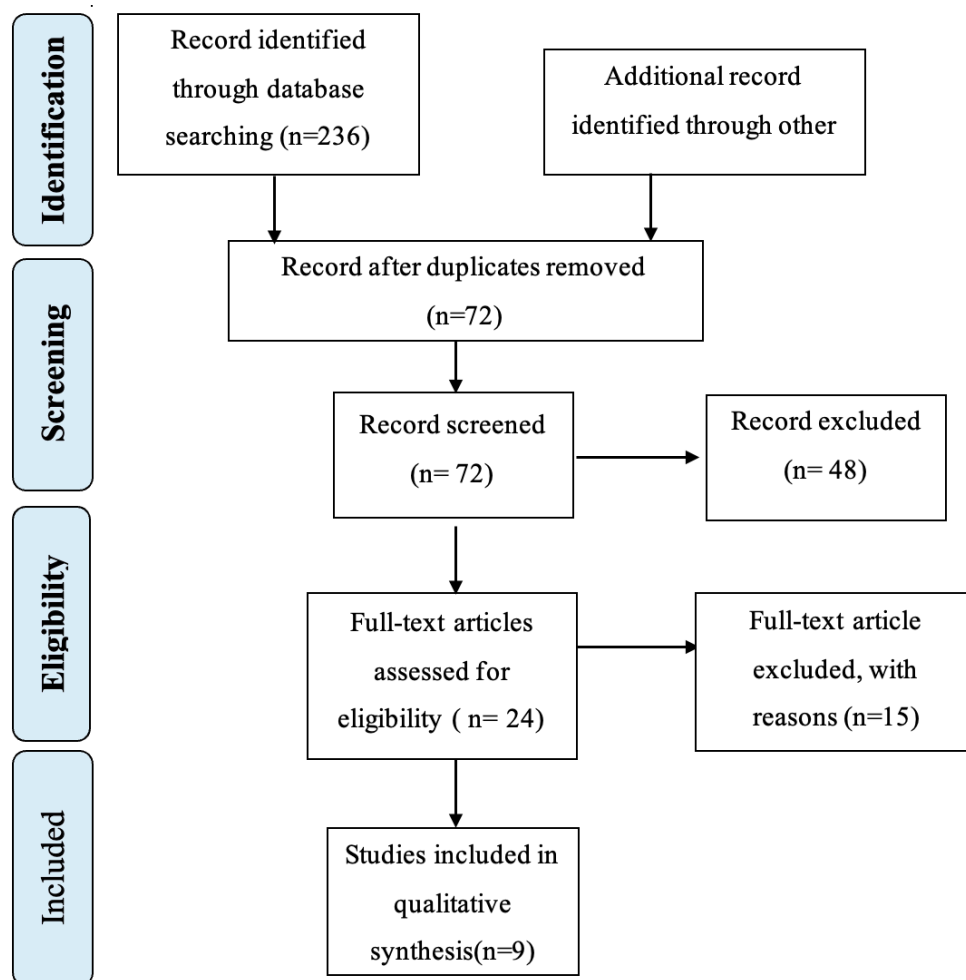 Identification
Record identified
through database
searching (n=236)
Additional record
identified through other
Screening
Record after duplicates removed
(n=72)
Record screened
(n= 72)
Record excluded
(n= 48)
Eligibility
Full-text articles
assessed for
eligibility ( n= 24)
Full-text article
excluded, with
reasons (n=15)
Included
Studies included in
qualitative
synthesis(n=9)